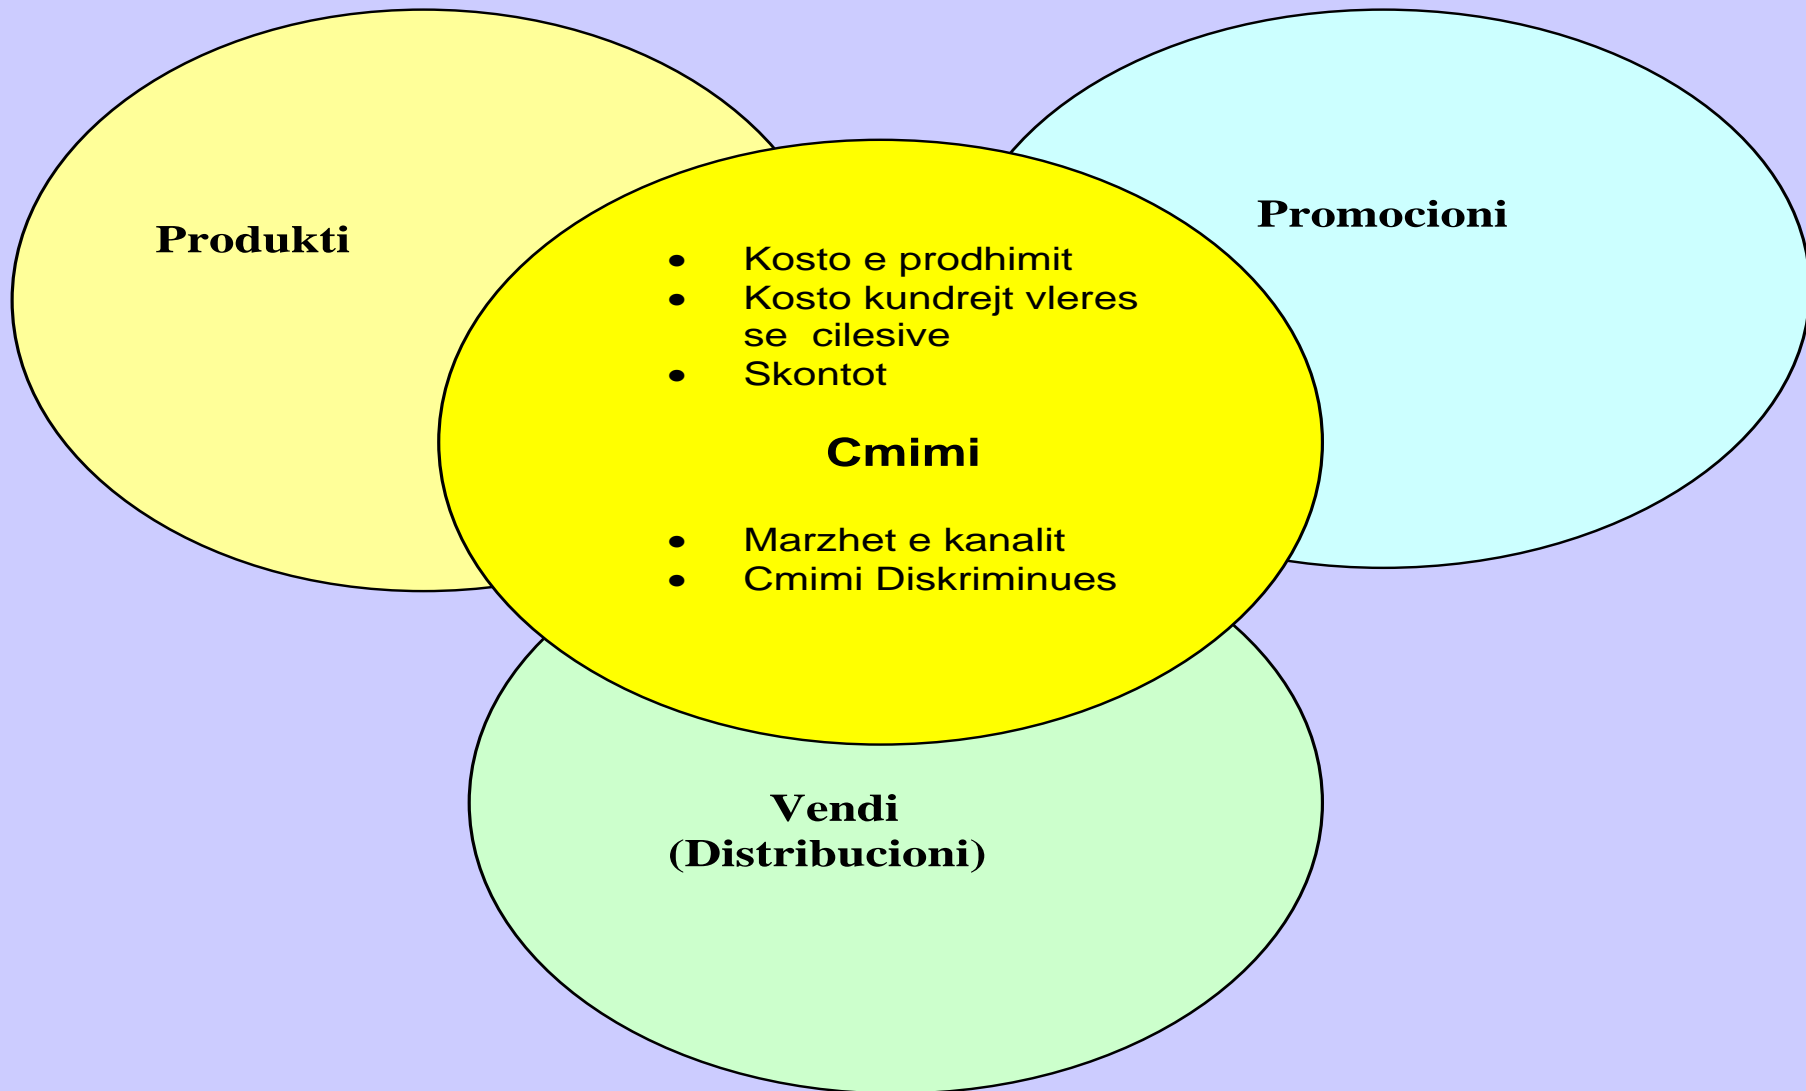 Produkti
Promocioni
• Kosto e prodhimit
• Kosto kundrejt vleres
se cilesive
• Skontot
Cmimi
• Marzhet e kanalit
• Cmimi Diskriminues
Vendi
(Distribucioni)